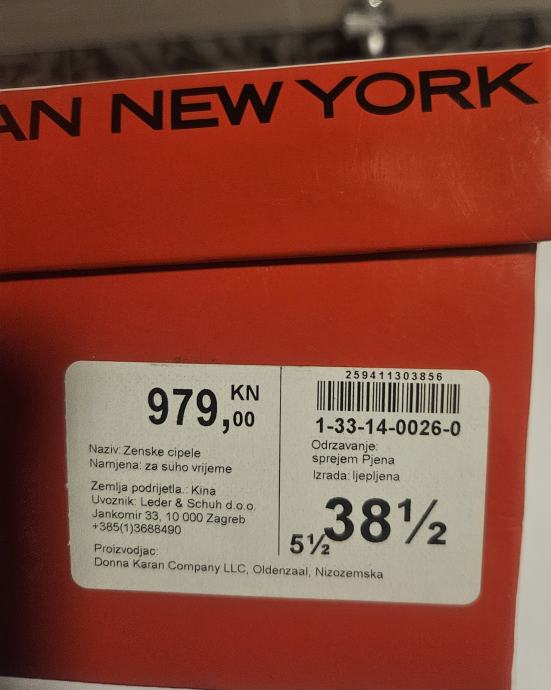 AN NEW YORK
979,00 KN
Naziv: Zenske cipele
Namjena: za suho vrijeme
Zemlja podrijetla.: Kina
Uvoznik: Leder & Schuh d.o.o.
Jankomir 33, 10 000 Zagreb
+385(1)3688490
Proizvodjac:
Donna Karan Company LLC, Oldenzaal, Nizozemska
259411303856
1-33-14-0026-0
Odrzavanje:
sprejem Pjena
Izrada: ljepljena
5½ 38½